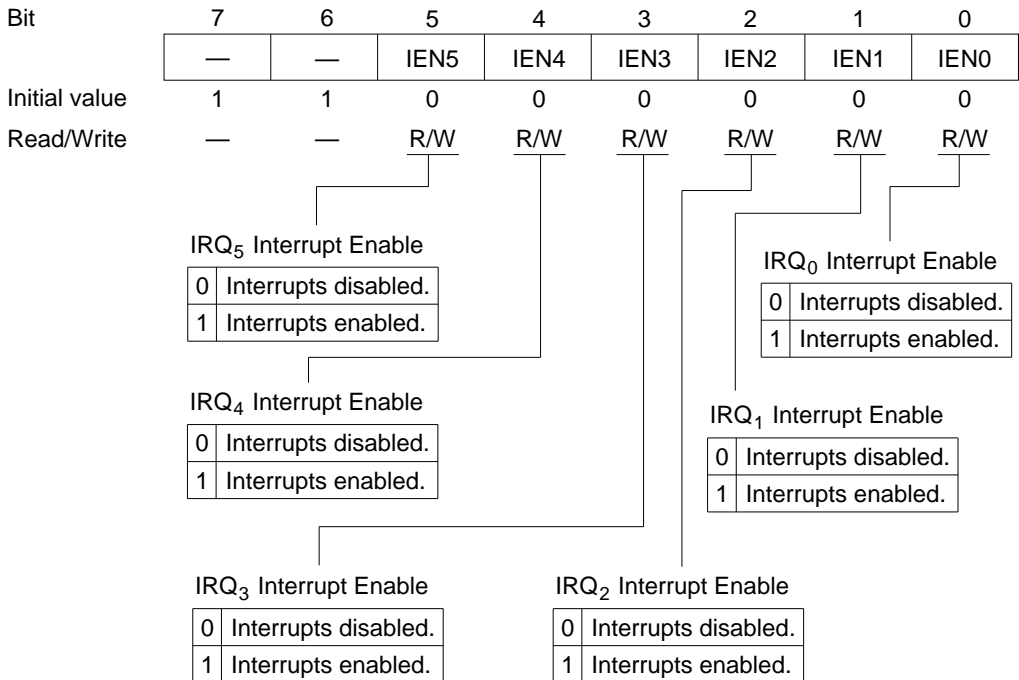 Bit 7 6 5 4 3 2 1 0
— — IEN5 IEN4 IEN3 IEN2 IEN1 IEN0
Initial value 1 1 0 0 0 0 0 0
Read/Write — — R/W R/W R/W R/W R/W R/W
IRQ5 Interrupt Enable
0 Interrupts disabled.
1 Interrupts enabled.
IRQ0 Interrupt Enable
0 Interrupts disabled.
1 Interrupts enabled.
IRQ4 Interrupt Enable
0 Interrupts disabled.
1 Interrupts enabled.
IRQ1 Interrupt Enable
0 Interrupts disabled.
1 Interrupts enabled.
IRQ3 Interrupt Enable
0 Interrupts disabled.
1 Interrupts enabled.
IRQ2 Interrupt Enable
0 Interrupts disabled.
1 Interrupts enabled.